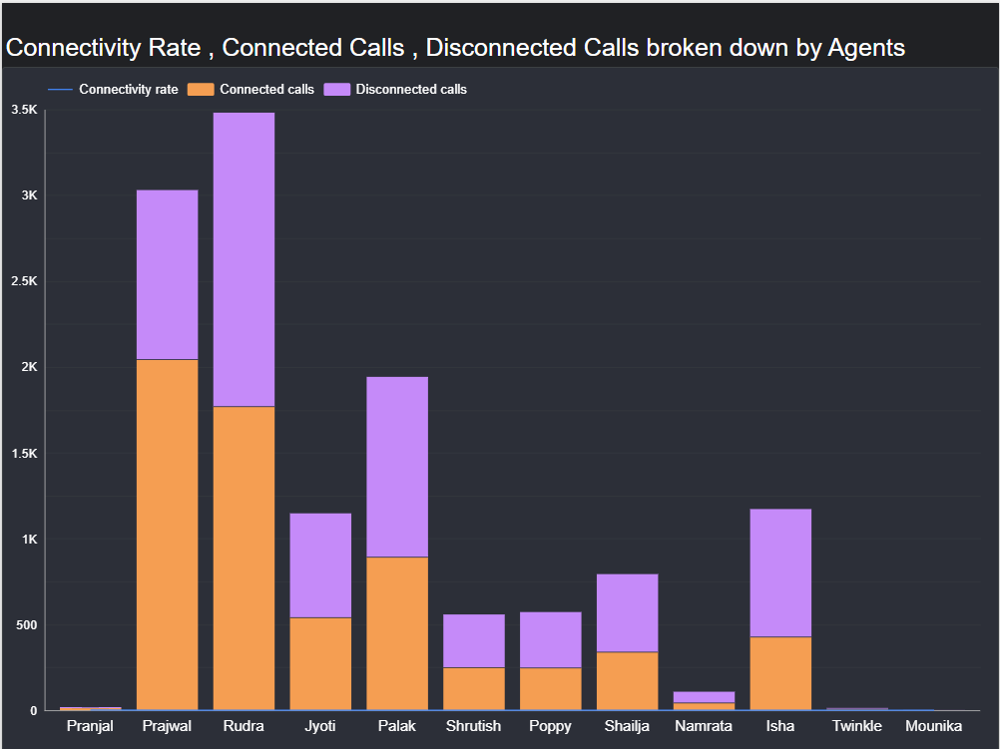 Connectivity Rate , Connected Calls , Disconnected Calls broken down by Agents
Connectivity rate Connected calls Disconnected calls
3.5K
3K
2.5K
2K
1.5K
1K
500
0
Pranjal Prajwal Rudra Jyoti Palak Shrutish Poppy Shailja Namrata Isha Twinkle Mounika